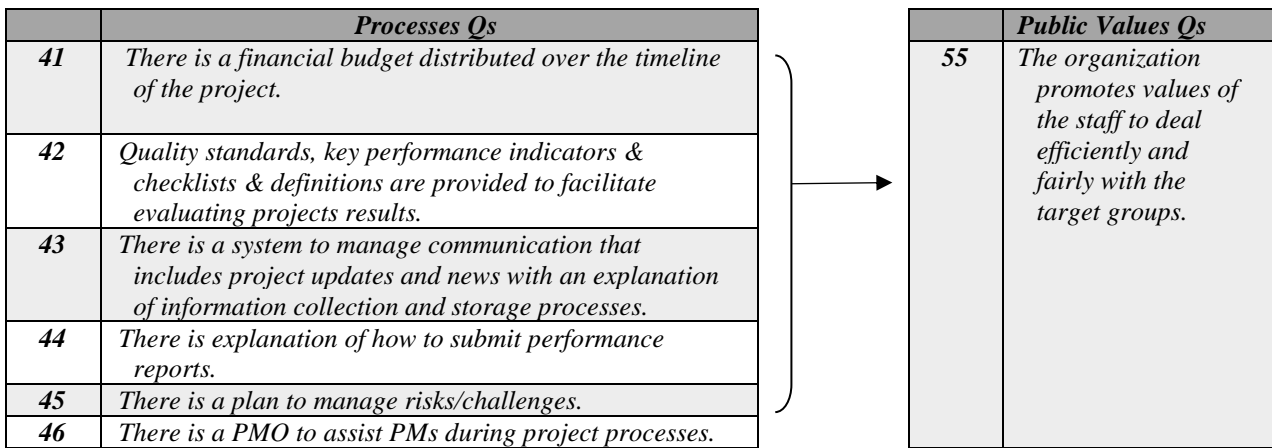 Processes Qs
41 There is a financial budget distributed over the timeline
of the project.
42 Quality standards, key performance indicators &
checklists & definitions are provided to facilitate
evaluating projects results.
43 There is a system to manage communication that
includes project updates and news with an explanation
of information collection and storage processes.
44 There is explanation of how to submit performance
reports.
45 There is a plan to manage risks/challenges.
46 There is a PMO to assist PMs during project processes.
Public Values Qs
55 The organization
promotes values of
the staff to deal
efficiently and
fairly with the
target groups.